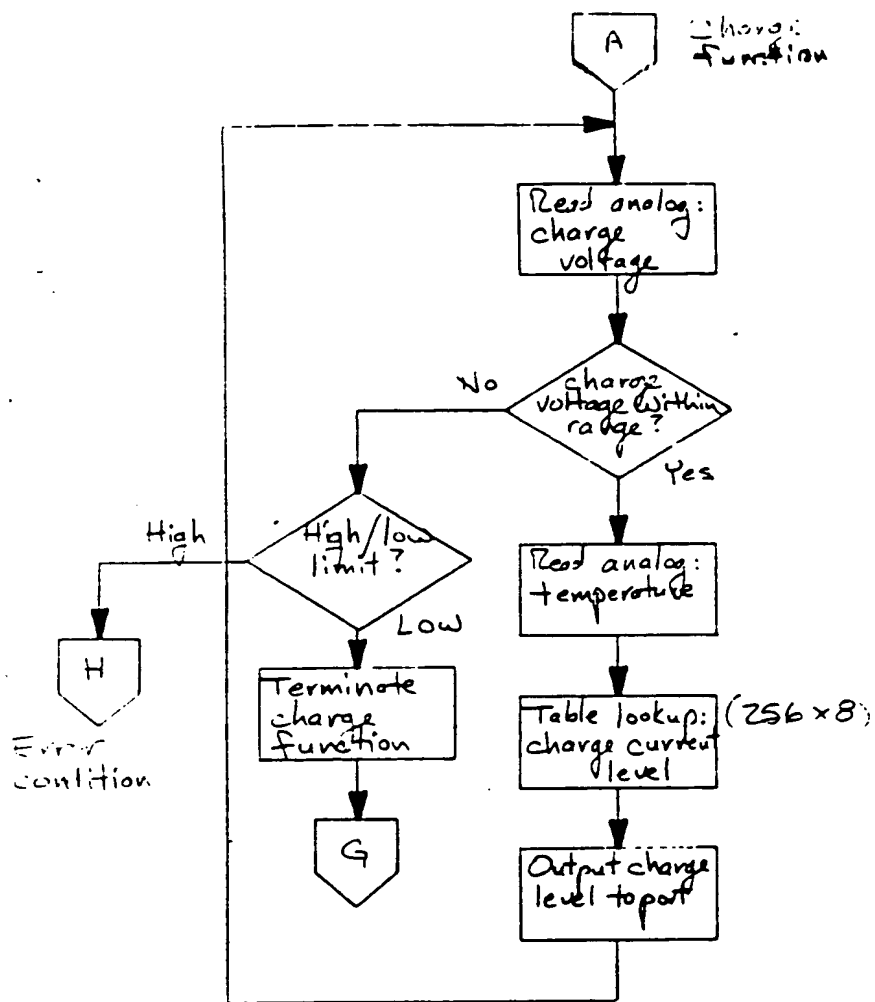 A
Charge
function
Read analog:
charge
voltage
charge
voltage within
range?
No
Yes
High/low
limit?
High
Low
Read analog:
temperature
H
Error
condition
Terminate
charge
function
Table lookup:
charge current
level
(256 x 8)
G
Output charge
level to port